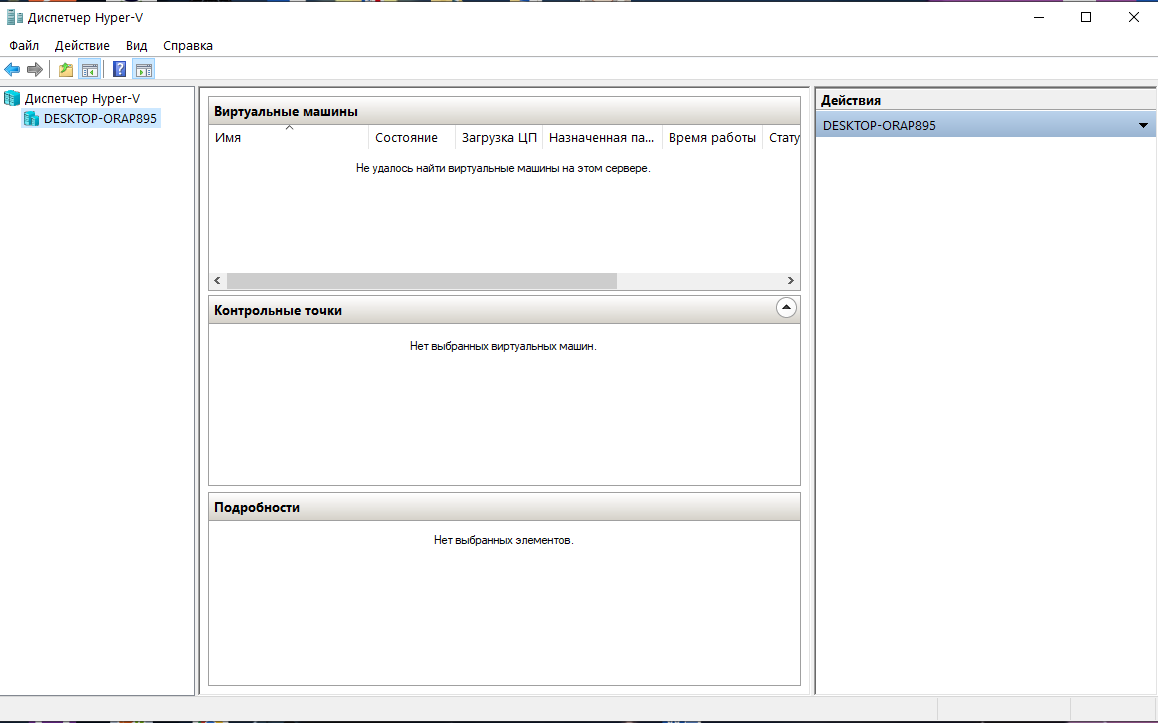 Диспетчер Hyper-V
Файл Действие Вид Справка
Диспетчер Hyper-V
DESKTOP-ORAP895
Виртуальные машины
Имя Состояние Загрузка ЦП Назначенная па... Время работы Стату
Не удалось найти виртуальные машины на этом сервере.
Контрольные точки
Нет выбранных виртуальных машин.
Подробности
Нет выбранных элементов.
Действия
DESKTOP-ORAP895